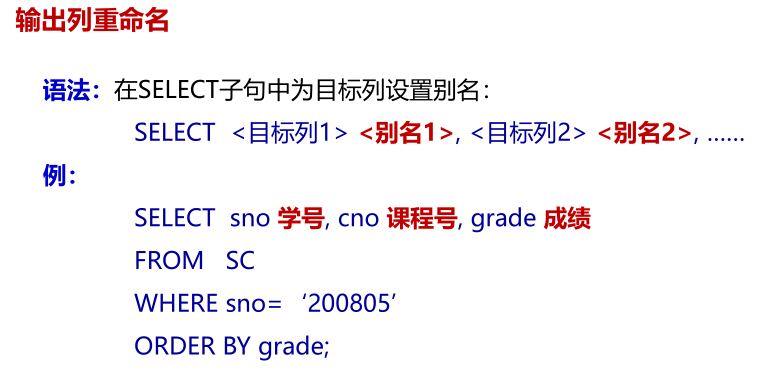 输出列重命名
语法：在SELECT子句中为目标列设置别名：
SELECT <目标列1> <别名1>, <目标列2> <别名2>, ……
例：
SELECT sno 学号, cno 课程号, grade 成绩
FROM SC
WHERE sno=‘200805’
ORDER BY grade;